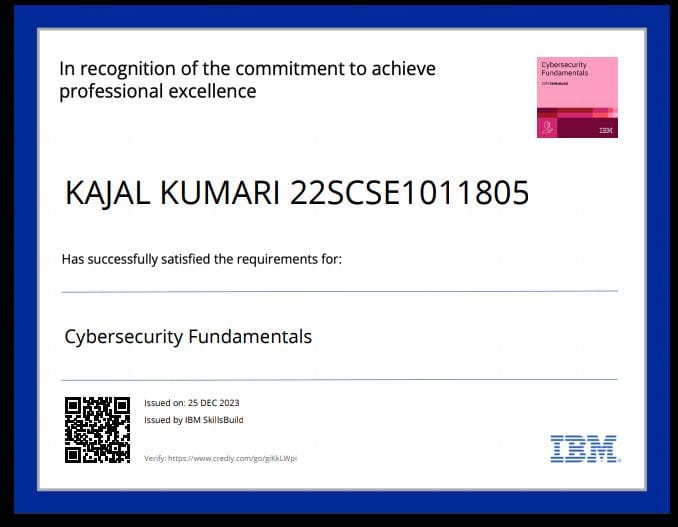 In recognition of the commitment to achieve
professional excellence
Cybersecurity
Fundamentals
IBM SkillsBuild
IBM
KAJAL KUMARI 22SCSE1011805
Has successfully satisfied the requirements for:
Cybersecurity Fundamentals
Issued on: 25 DEC 2023
Issued by IBM SkillsBuild
Verify: https://www.credly.com/go/giKkLWpi
IBM